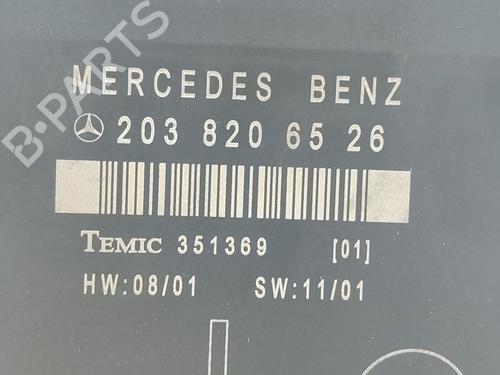 B-PARTS
MERCEDES BENZ
203 820 65 26
TEMIC 351369 [01]
HW:08/01 SW:11/01